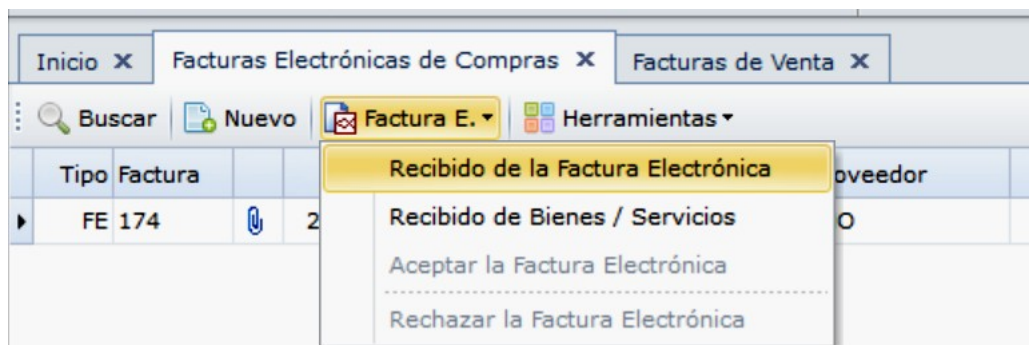 Inicio X Facturas Electrónicas de Compras X Facturas de Venta X
Buscar Nuevo Factura E. Herramientas
Tipo Factura oveedor
FE 174 2 O
Recibido de la Factura Electrónica
Recibido de Bienes / Servicios
Aceptar la Factura Electrónica
Rechazar la Factura Electrónica